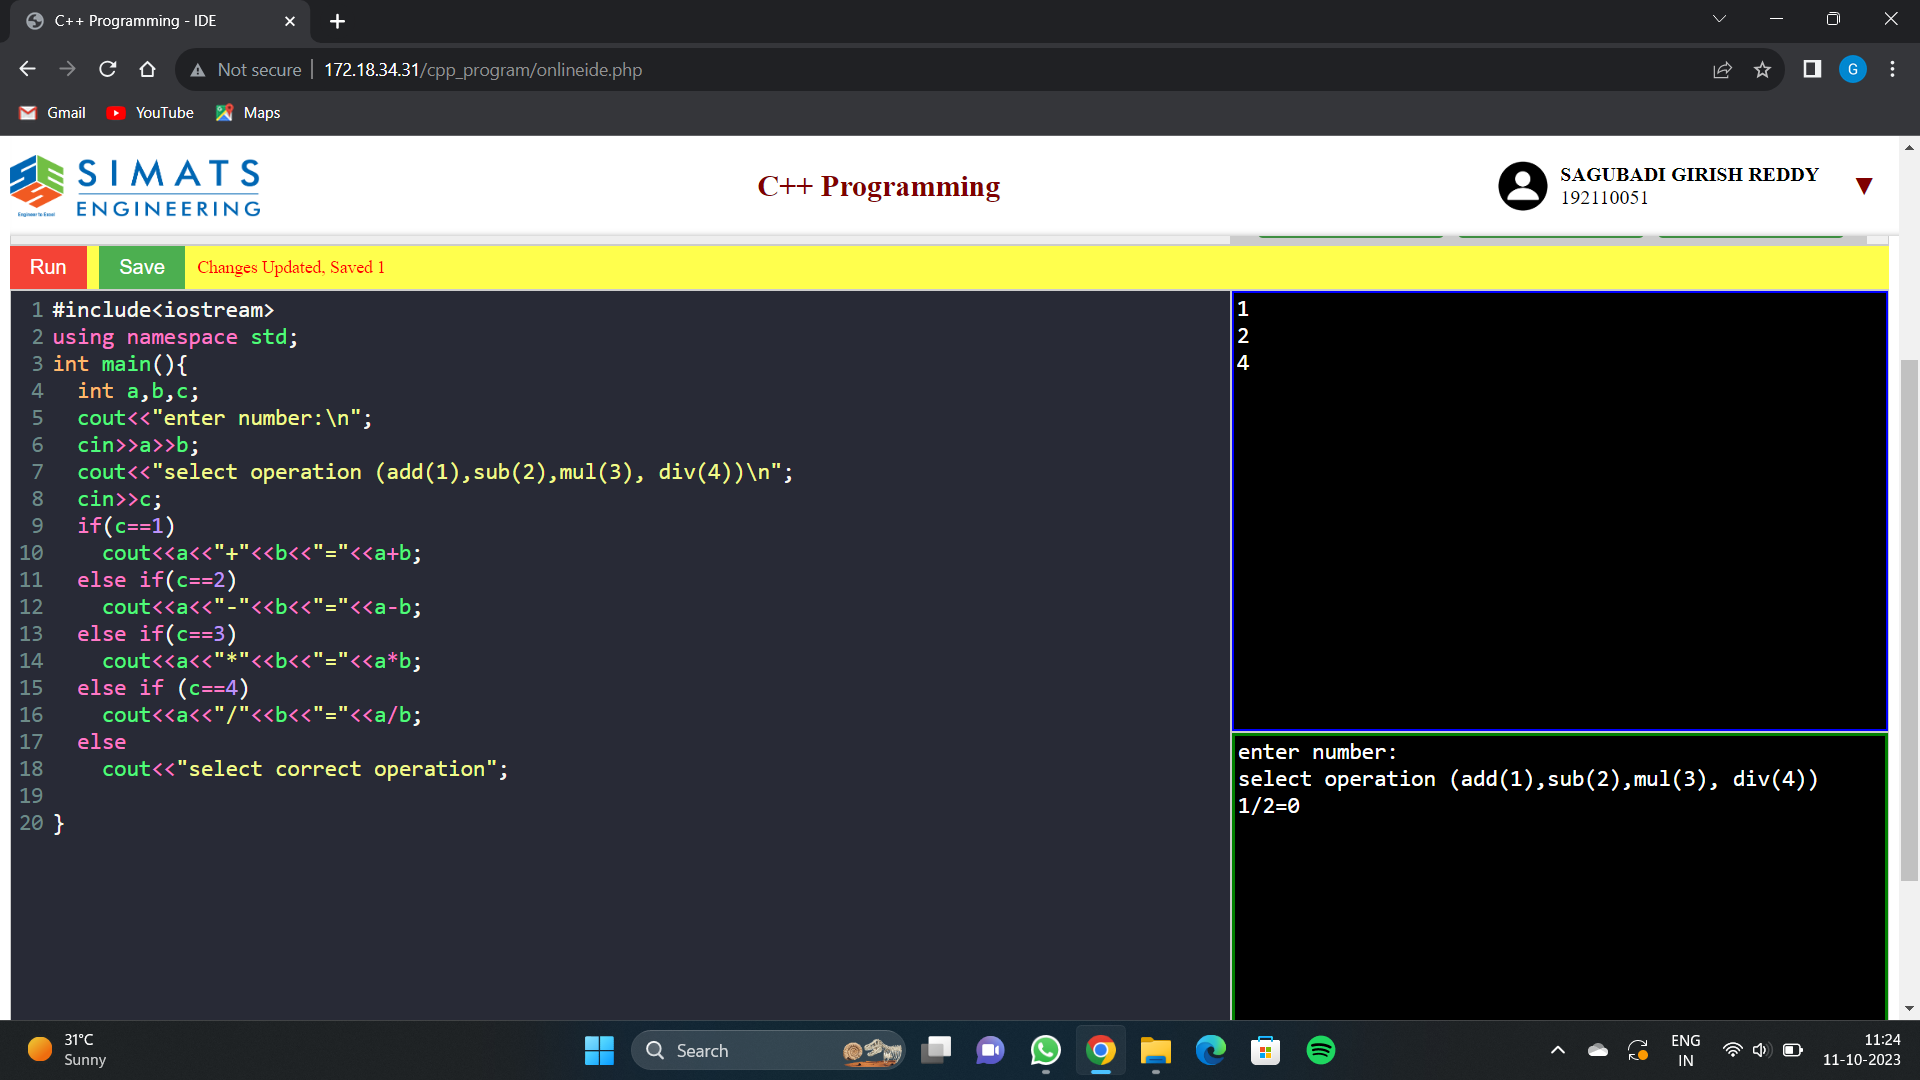 C++ Programming - IDE
Not secure 172.18.34.31/cpp_program/onlineide.php
G
Gmail YouTube Maps
SIMATS
ENGINEERING
Engineer to Excel
C++ Programming
SAGUBADI GIRISH REDDY
192110051
Run Save Changes Updated, Saved 1
1 #include<iostream>
2 using namespace std;
3 int main(){
4 int a,b,c;
5 cout<<"enter number:\n";
6 cin>>a>>b;
7 cout<<"select operation (add(1),sub(2),mul(3), div(4))\n";
8 cin>>c;
9 if(c==1)
10 cout<<a<<"+"<<b<<"="<<a+b;
11 else if(c==2)
12 cout<<a<<"-"<<b<<"="<<a-b;
13 else if(c==3)
14 cout<<a<<"*"<<b<<"="<<a*b;
15 else if (c==4)
16 cout<<a<<"/"<<b<<"="<<a/b;
17 else
18 cout<<"select correct operation";
19
20 }
1
2
4
enter number:
select operation (add(1),sub(2),mul(3), div(4))
1/2=0
31°C
Sunny
Search
ENG
IN
11:24
11-10-2023